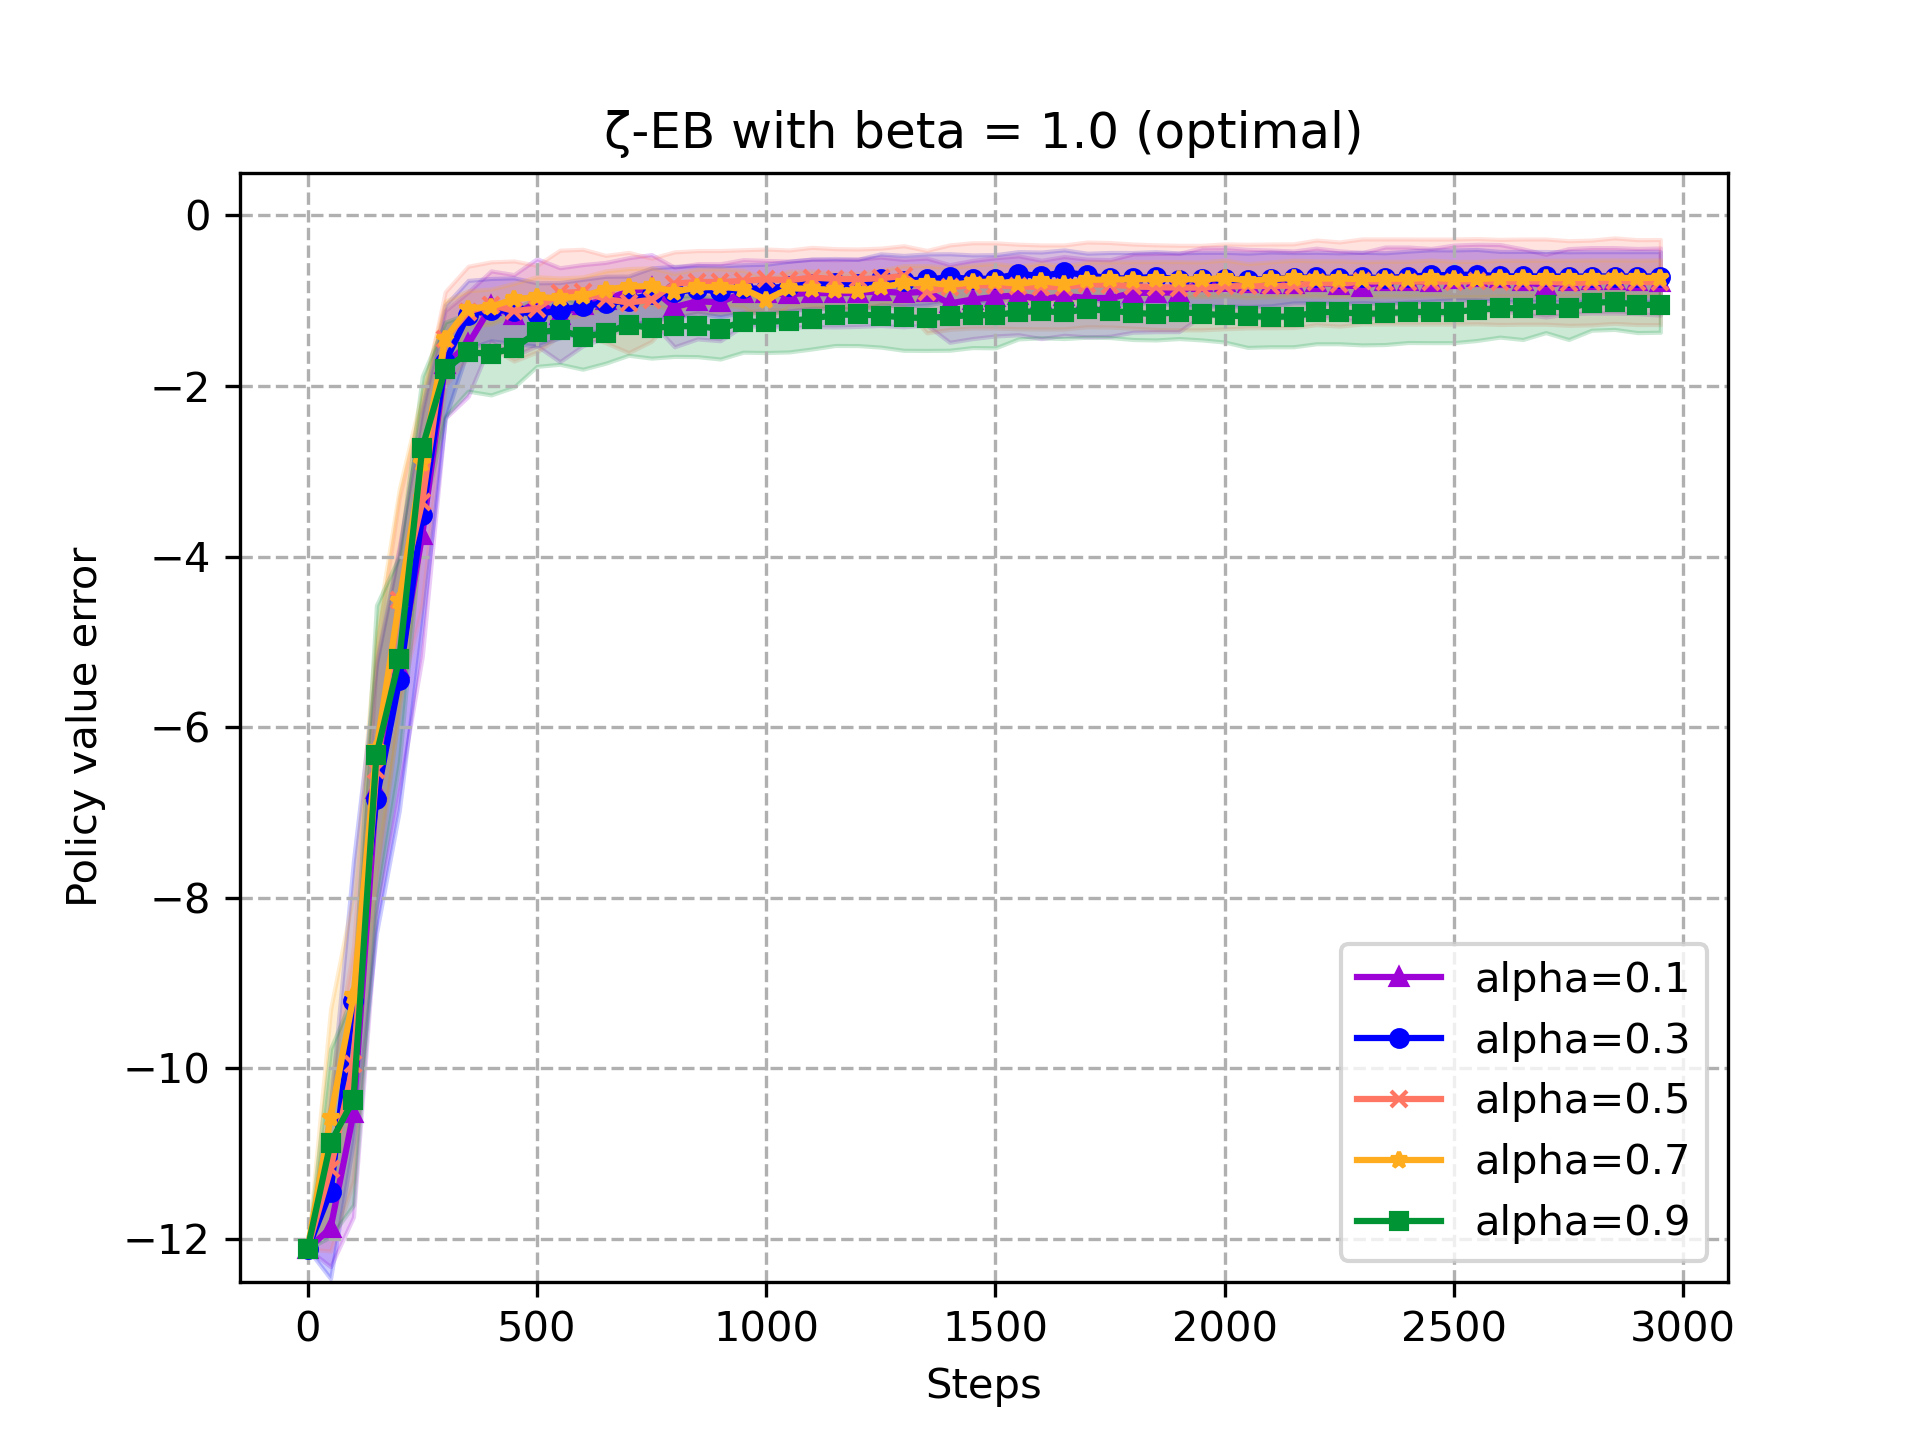 ζ-EB with beta = 1.0 (optimal)
Policy value error
0
−2
−4
−6
−8
−10
−12
0 500 1000 1500 2000 2500 3000
Steps
alpha=0.1
alpha=0.3
alpha=0.5
alpha=0.7
alpha=0.9